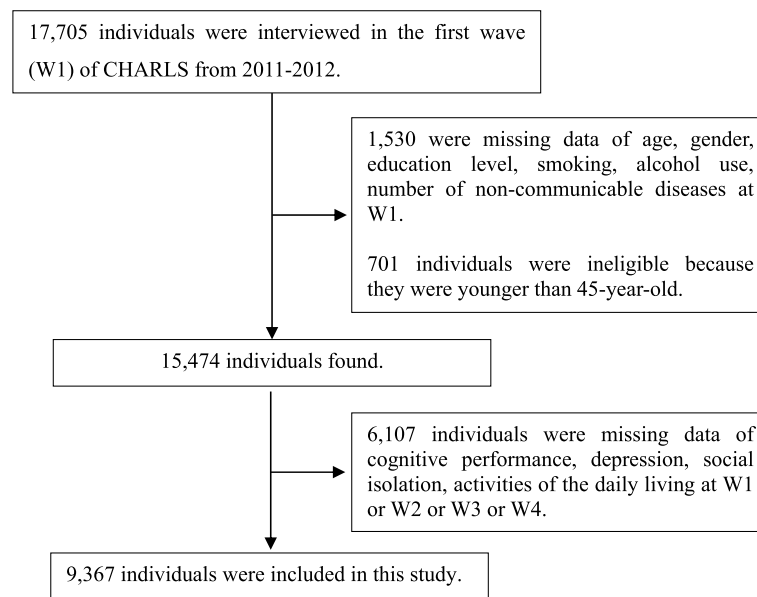 17,705 individuals were interviewed in the first wave
(W1) of CHARLS from 2011-2012.
1,530 were missing data of age, gender,
education level, smoking, alcohol use,
number of non-communicable diseases at
W1.
701 individuals were ineligible because
they were younger than 45-year-old.
15,474 individuals found.
6,107 individuals were missing data of
cognitive performance, depression, social
isolation, activities of the daily living at W1
or W2 or W3 or W4.
9,367 individuals were included in this study.